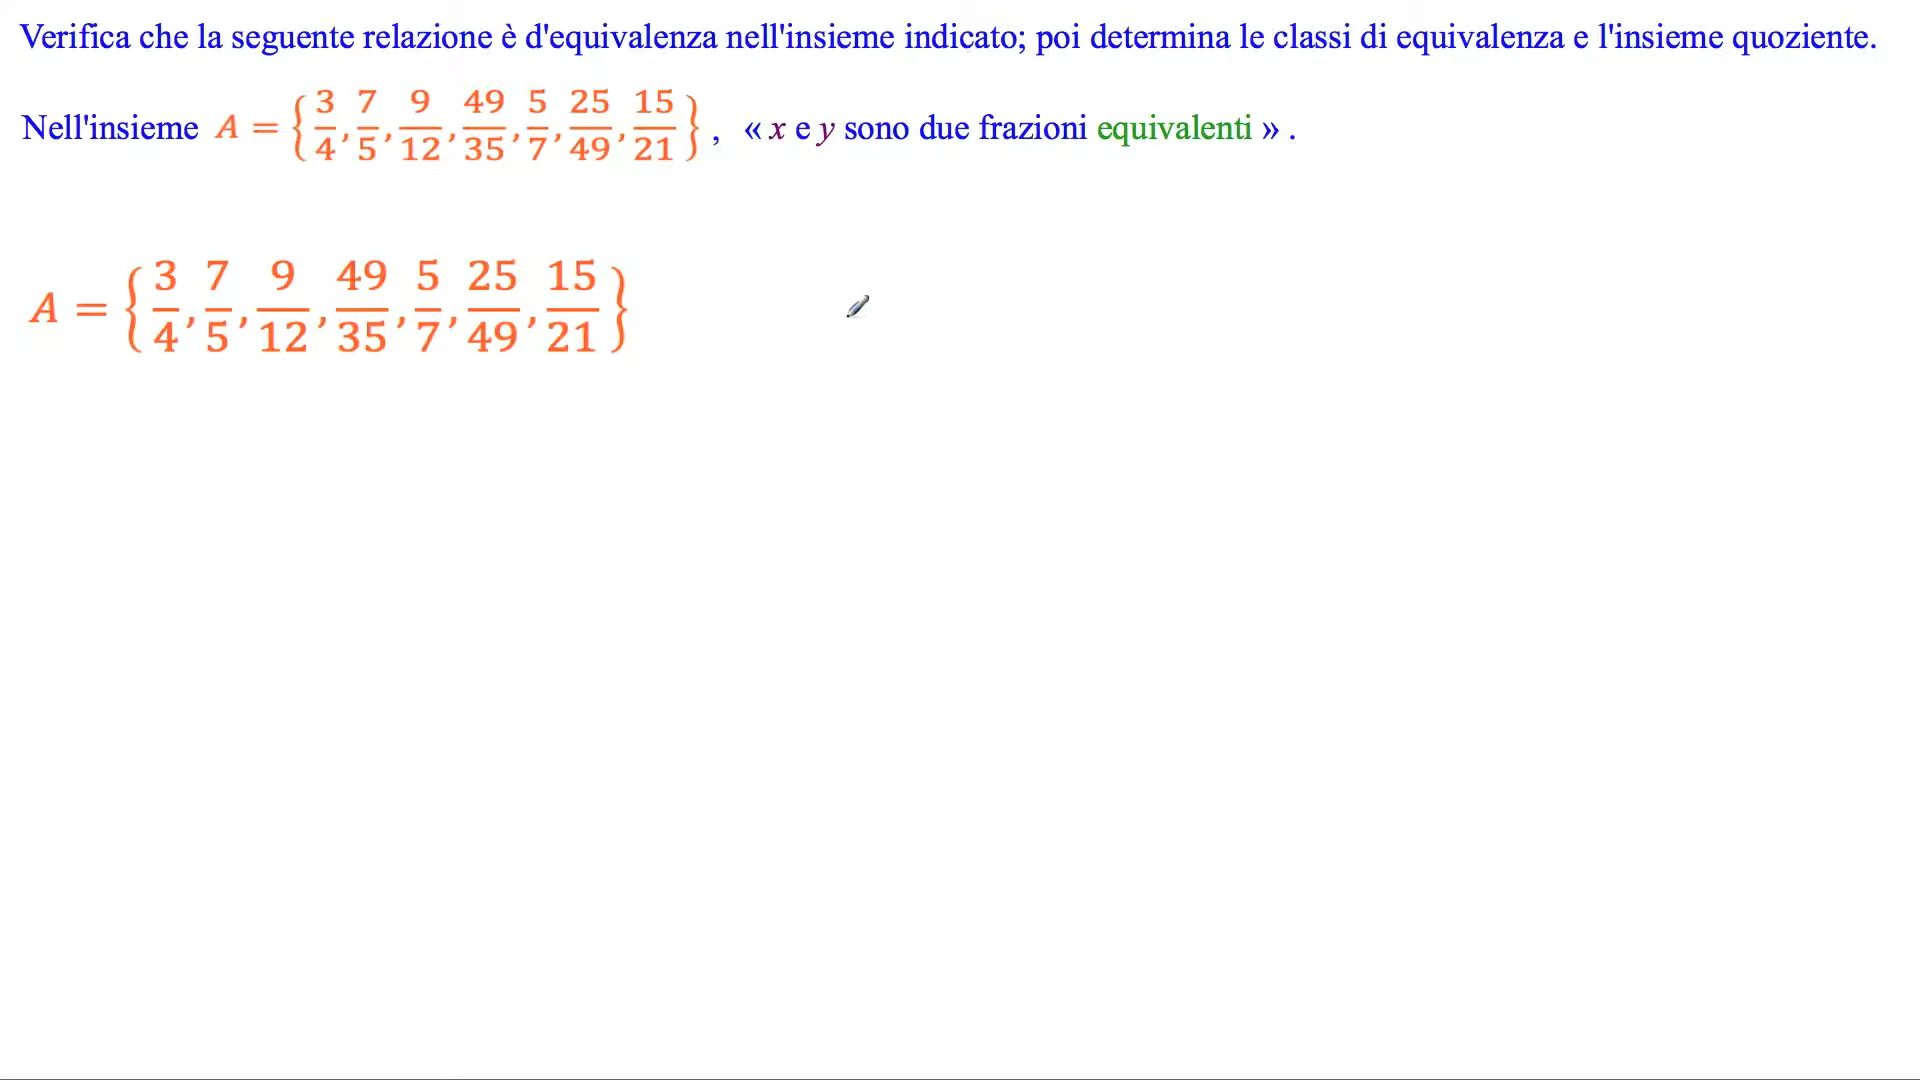 Verifica che la seguente relazione è d'equivalenza nell'insieme indicato; poi determina le classi di equivalenza e l'insieme quoziente.
Nell'insieme A = {3/4, 7/5, 9/12, 49/35, 5/7, 25/49, 15/21} , « x e y sono due frazioni equivalenti » .
A = {3/4, 7/5, 9/12, 49/35, 5/7, 25/49, 15/21}